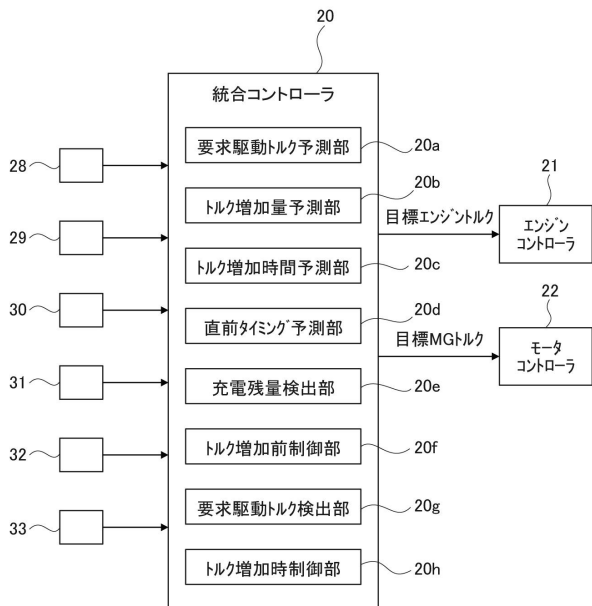 20
統合コントローラ
要求駆動トルク予測部
20a
28
トルク増加量予測部
20b
21
目標エンジントルク
エンジン
コントローラ
29
トルク増加時間予測部
20c
30
直前タイミング予測部
20d
22
目標MGトルク
モータ
コントローラ
31
充電残量検出部
20e
32
トルク増加前制御部
20f
要求駆動トルク検出部
20g
33
トルク増加時制御部
20h